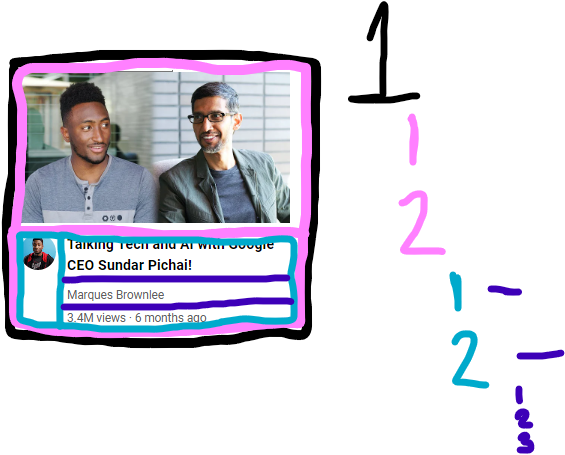 1
1
2
Talking Tech and AI with Google
CEO Sundar Pichai!
Marques Brownlee
3.4M views · 6 months ago
1 -
2 -
1
2
3